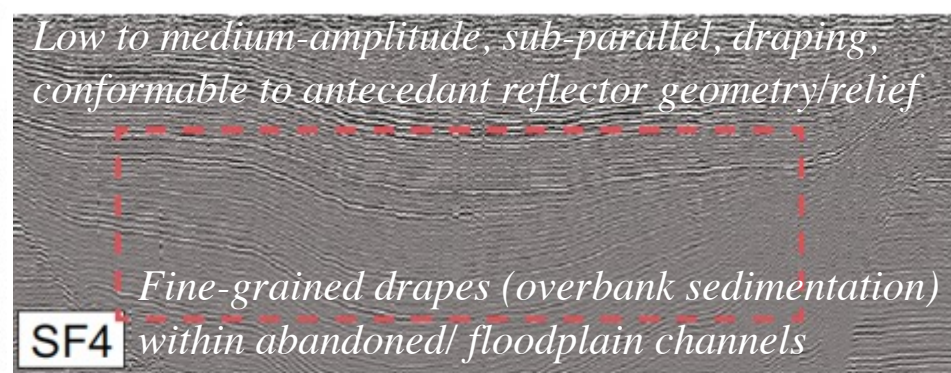 Low to medium-amplitude, sub-parallel, draping,
conformable to antecedant reflector geometry/relief
Fine-grained drapes (overbank sedimentation)
SF4
within abandoned/ floodplain channels